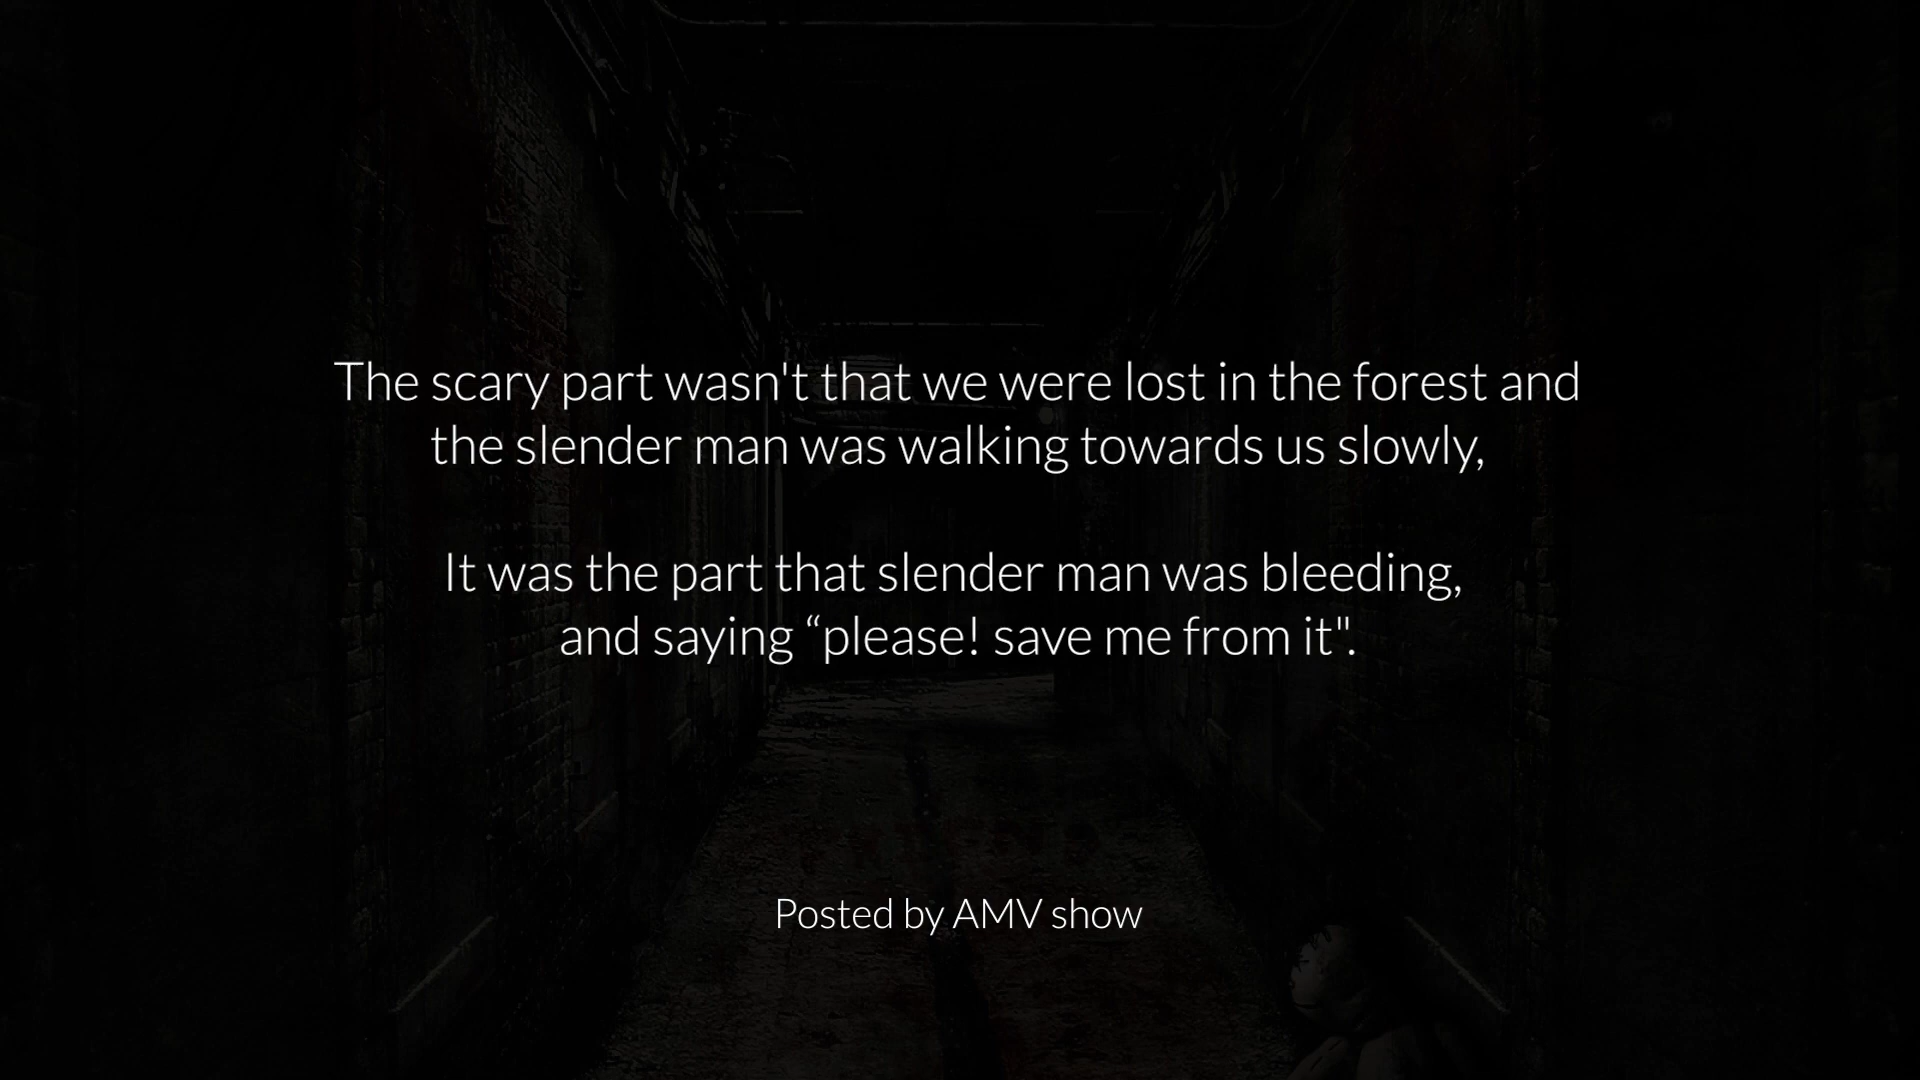 The scary part wasn't that we were lost in the forest and
the slender man was walking towards us slowly,
It was the part that slender man was bleeding,
and saying “please! save me from it".
Posted by AMV show